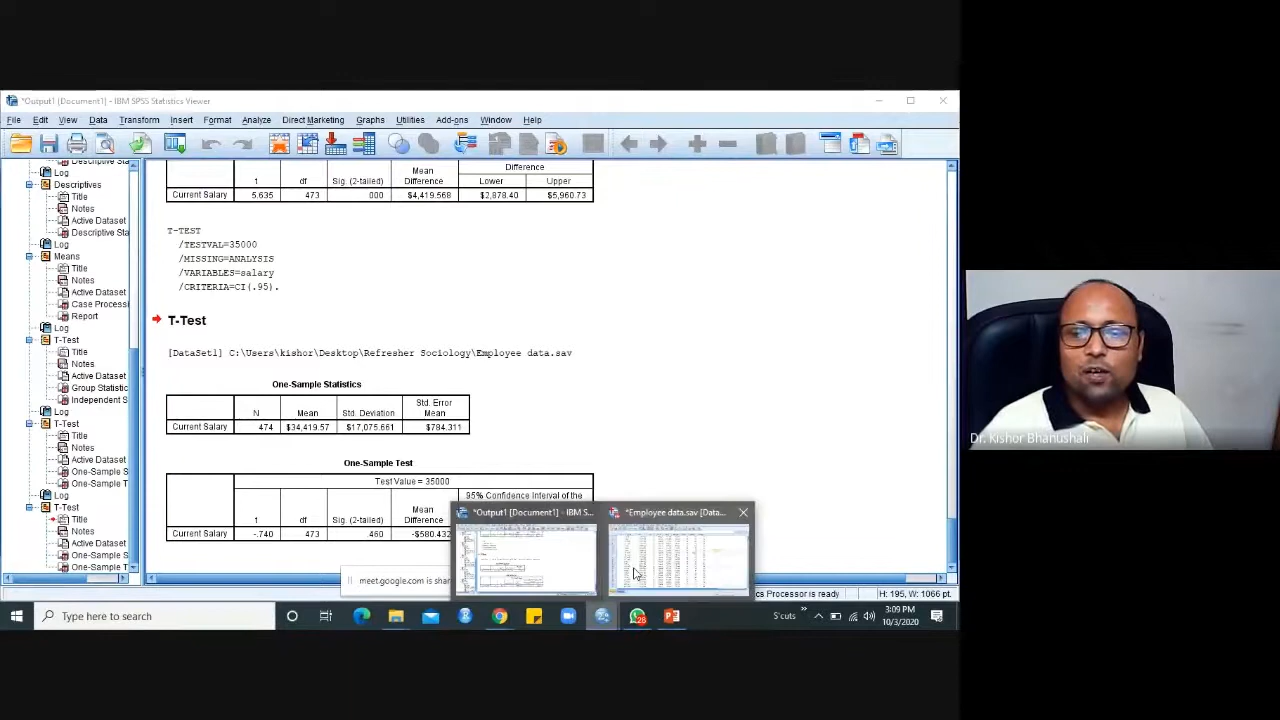 *Output1 [Document1] - IBM SPSS Statistics Viewer
File Edit View Data Transform Insert Format Analyze Direct Marketing Graphs Utilities Add-ons Window Help
Descriptive Sta
Log
Descriptives
Title
Notes
Active Dataset
Descriptive Sta
Log
Means
Title
Notes
Active Dataset
Case Processi
Report
Log
T-Test
Title
Notes
Active Dataset
Group Statistic
Independent S
Log
T-Test
Title
Notes
Active Dataset
One-Sample S
One-Sample T
Log
T-Test
Title
Notes
Active Dataset
One-Sample S
One-Sample T
Difference
t df Sig. (2-tailed) Mean Difference Lower Upper
Current Salary 5.635 473 .000 $4,419.568 $2,878.40 $5,960.73
T-TEST
/TESTVAL=35000
/MISSING=ANALYSIS
/VARIABLES=salary
/CRITERIA=CI(.95).
T-Test
[DataSet1] C:\Users\kishor\Desktop\Refresher Sociology\Employee data.sav
One-Sample Statistics
N Mean Std. Deviation Std. Error Mean
Current Salary 474 $34,419.57 $17,075.661 $784.311
One-Sample Test
Test Value = 35000
95% Confidence Interval of the
t df Sig. (2-tailed) Mean Difference
Current Salary -.740 473 .460 -$580.432
*Output1 [Document1] - IBM S...
*Employee data.sav [Data...
meet.google.com is shar
cs Processor is ready
H: 195, W: 1066 pt.
Type here to search
28
S'cuts
3:09 PM
10/3/2020
Dr. Kishor Bhanushali